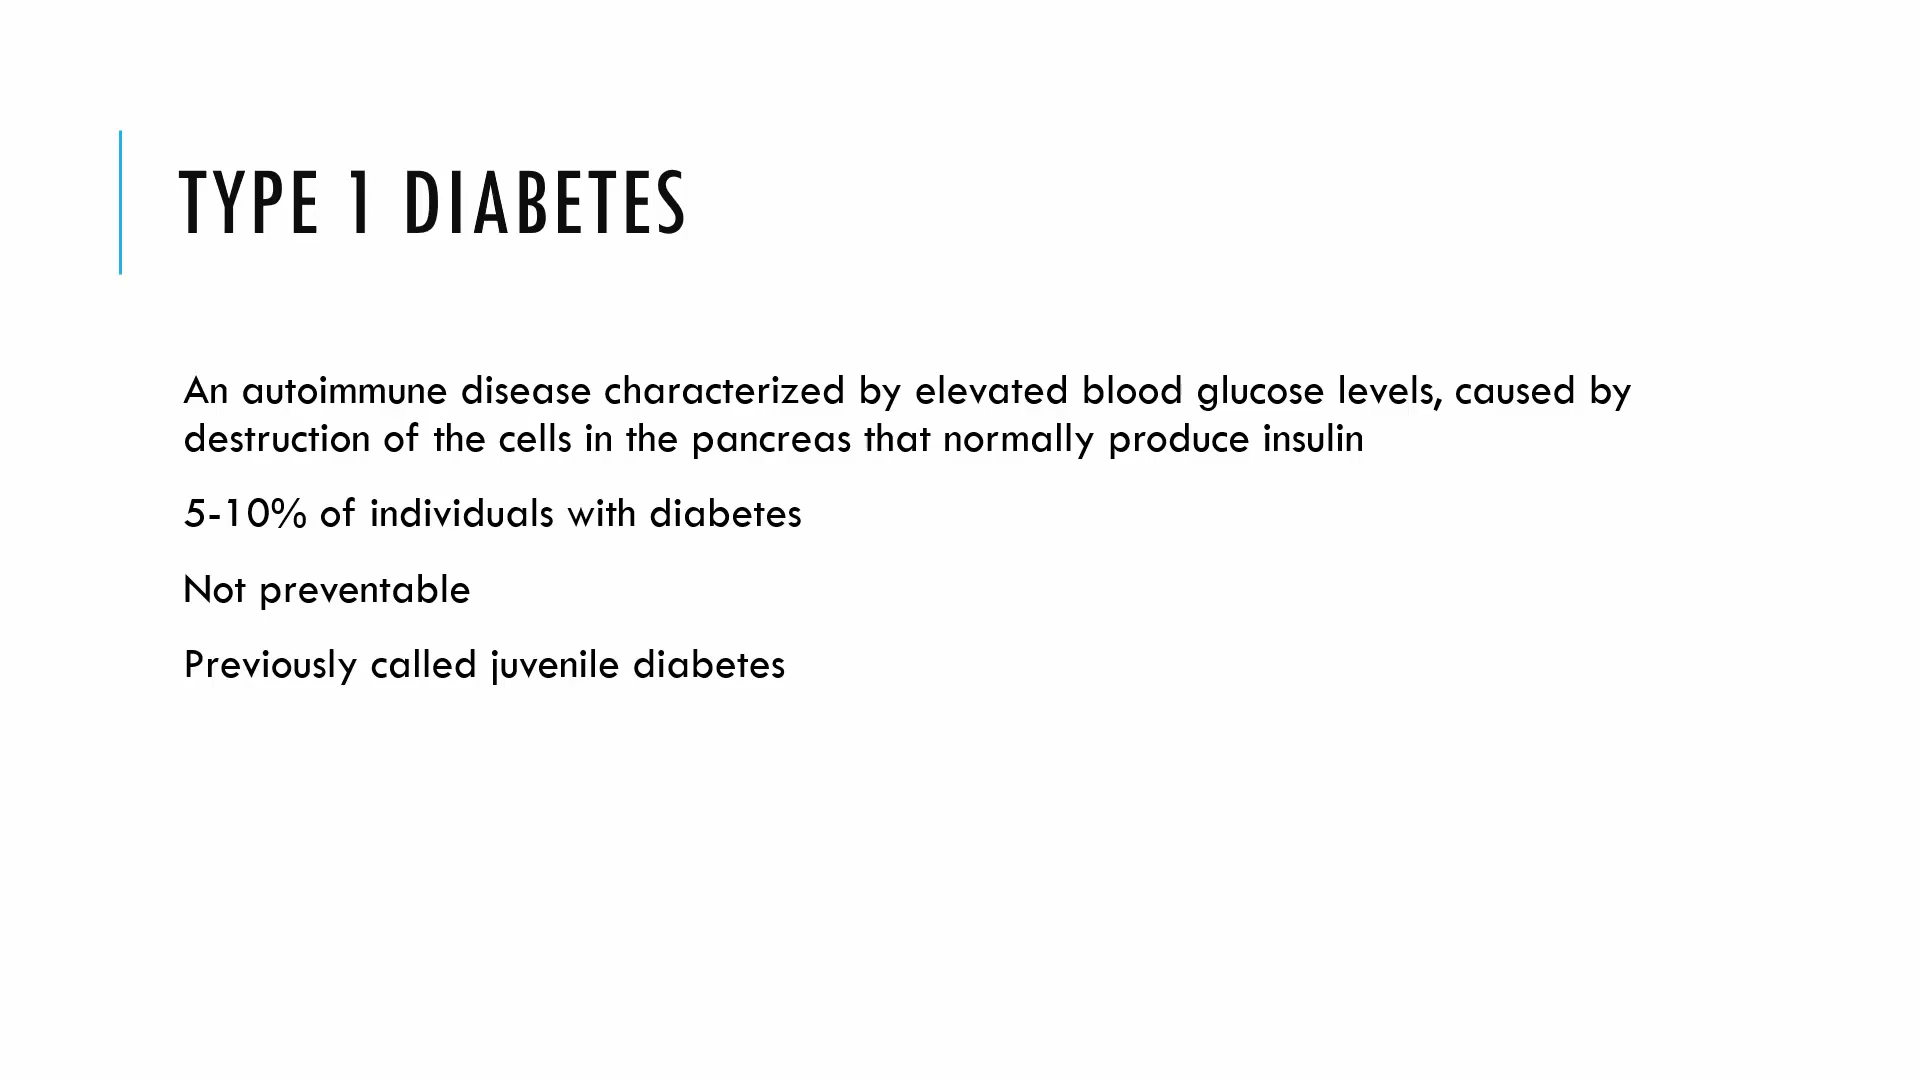 TYPE 1 DIABETES
An autoimmune disease characterized by elevated blood glucose levels, caused by
destruction of the cells in the pancreas that normally produce insulin
5-10% of individuals with diabetes
Not preventable
Previously called juvenile diabetes